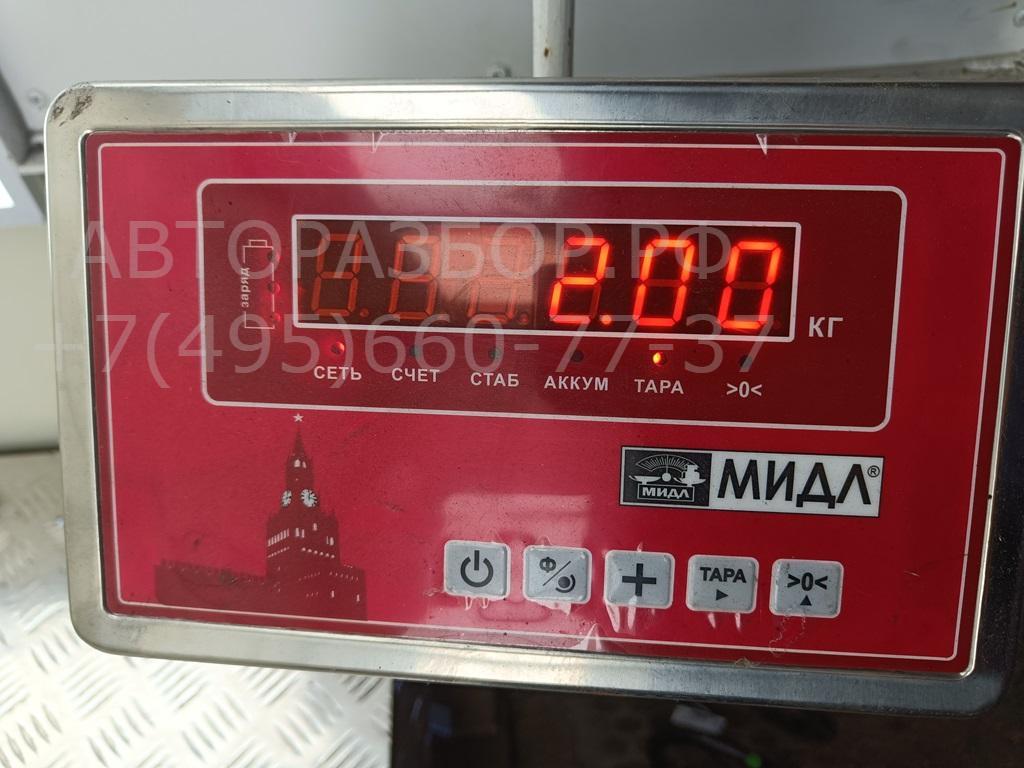 АВТОРАЗБОР.РФ
+7(495)660-77-37
заряд
2.00
КГ
СЕТЬ СЧЕТ СТАБ АККУМ ТАРА >0<
МИДЛ МИДЛ®
Ф
ТАРА >0<